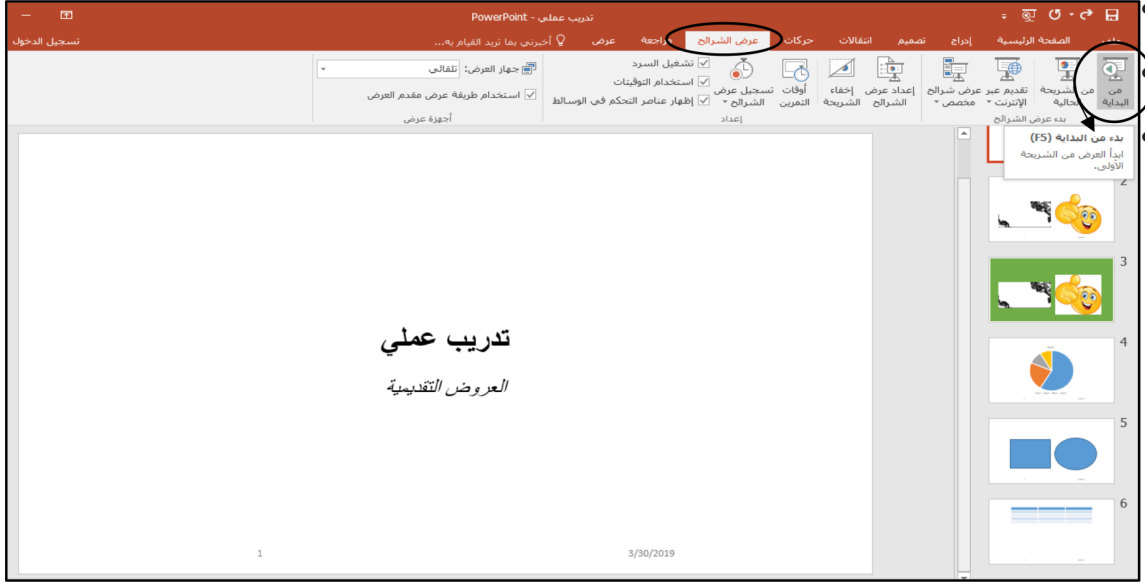 تدريب عملي - PowerPoint
ملف الصفحة الرئيسية إدراج تصميم انتقالات حركات عرض الشرائح مراجعة عرض أخبرني بما تريد القيام به... تسجيل الدخول
من البداية
من الشريحة الحالية
تقديم عبر الإنترنت
عرض شرائح مخصص
إعداد عرض الشرائح
إخفاء الشريحة
أوقات التمرين
تسجيل عرض الشرائح
تشغيل السرد
استخدام التوقيتات
إظهار عناصر التحكم في الوسائط
جهاز العرض: تلقائي
استخدام طريقة عرض مقدم العرض
بدء عرض الشرائح
إعداد
أجهزة عرض
بدء من البداية (F5)
ابدأ العرض من الشريحة
الأولى.
2
3
4
5
6
تدريب عملي
العروض التقديمية
3/30/2019
1